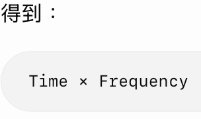 得到：
Time × Frequency